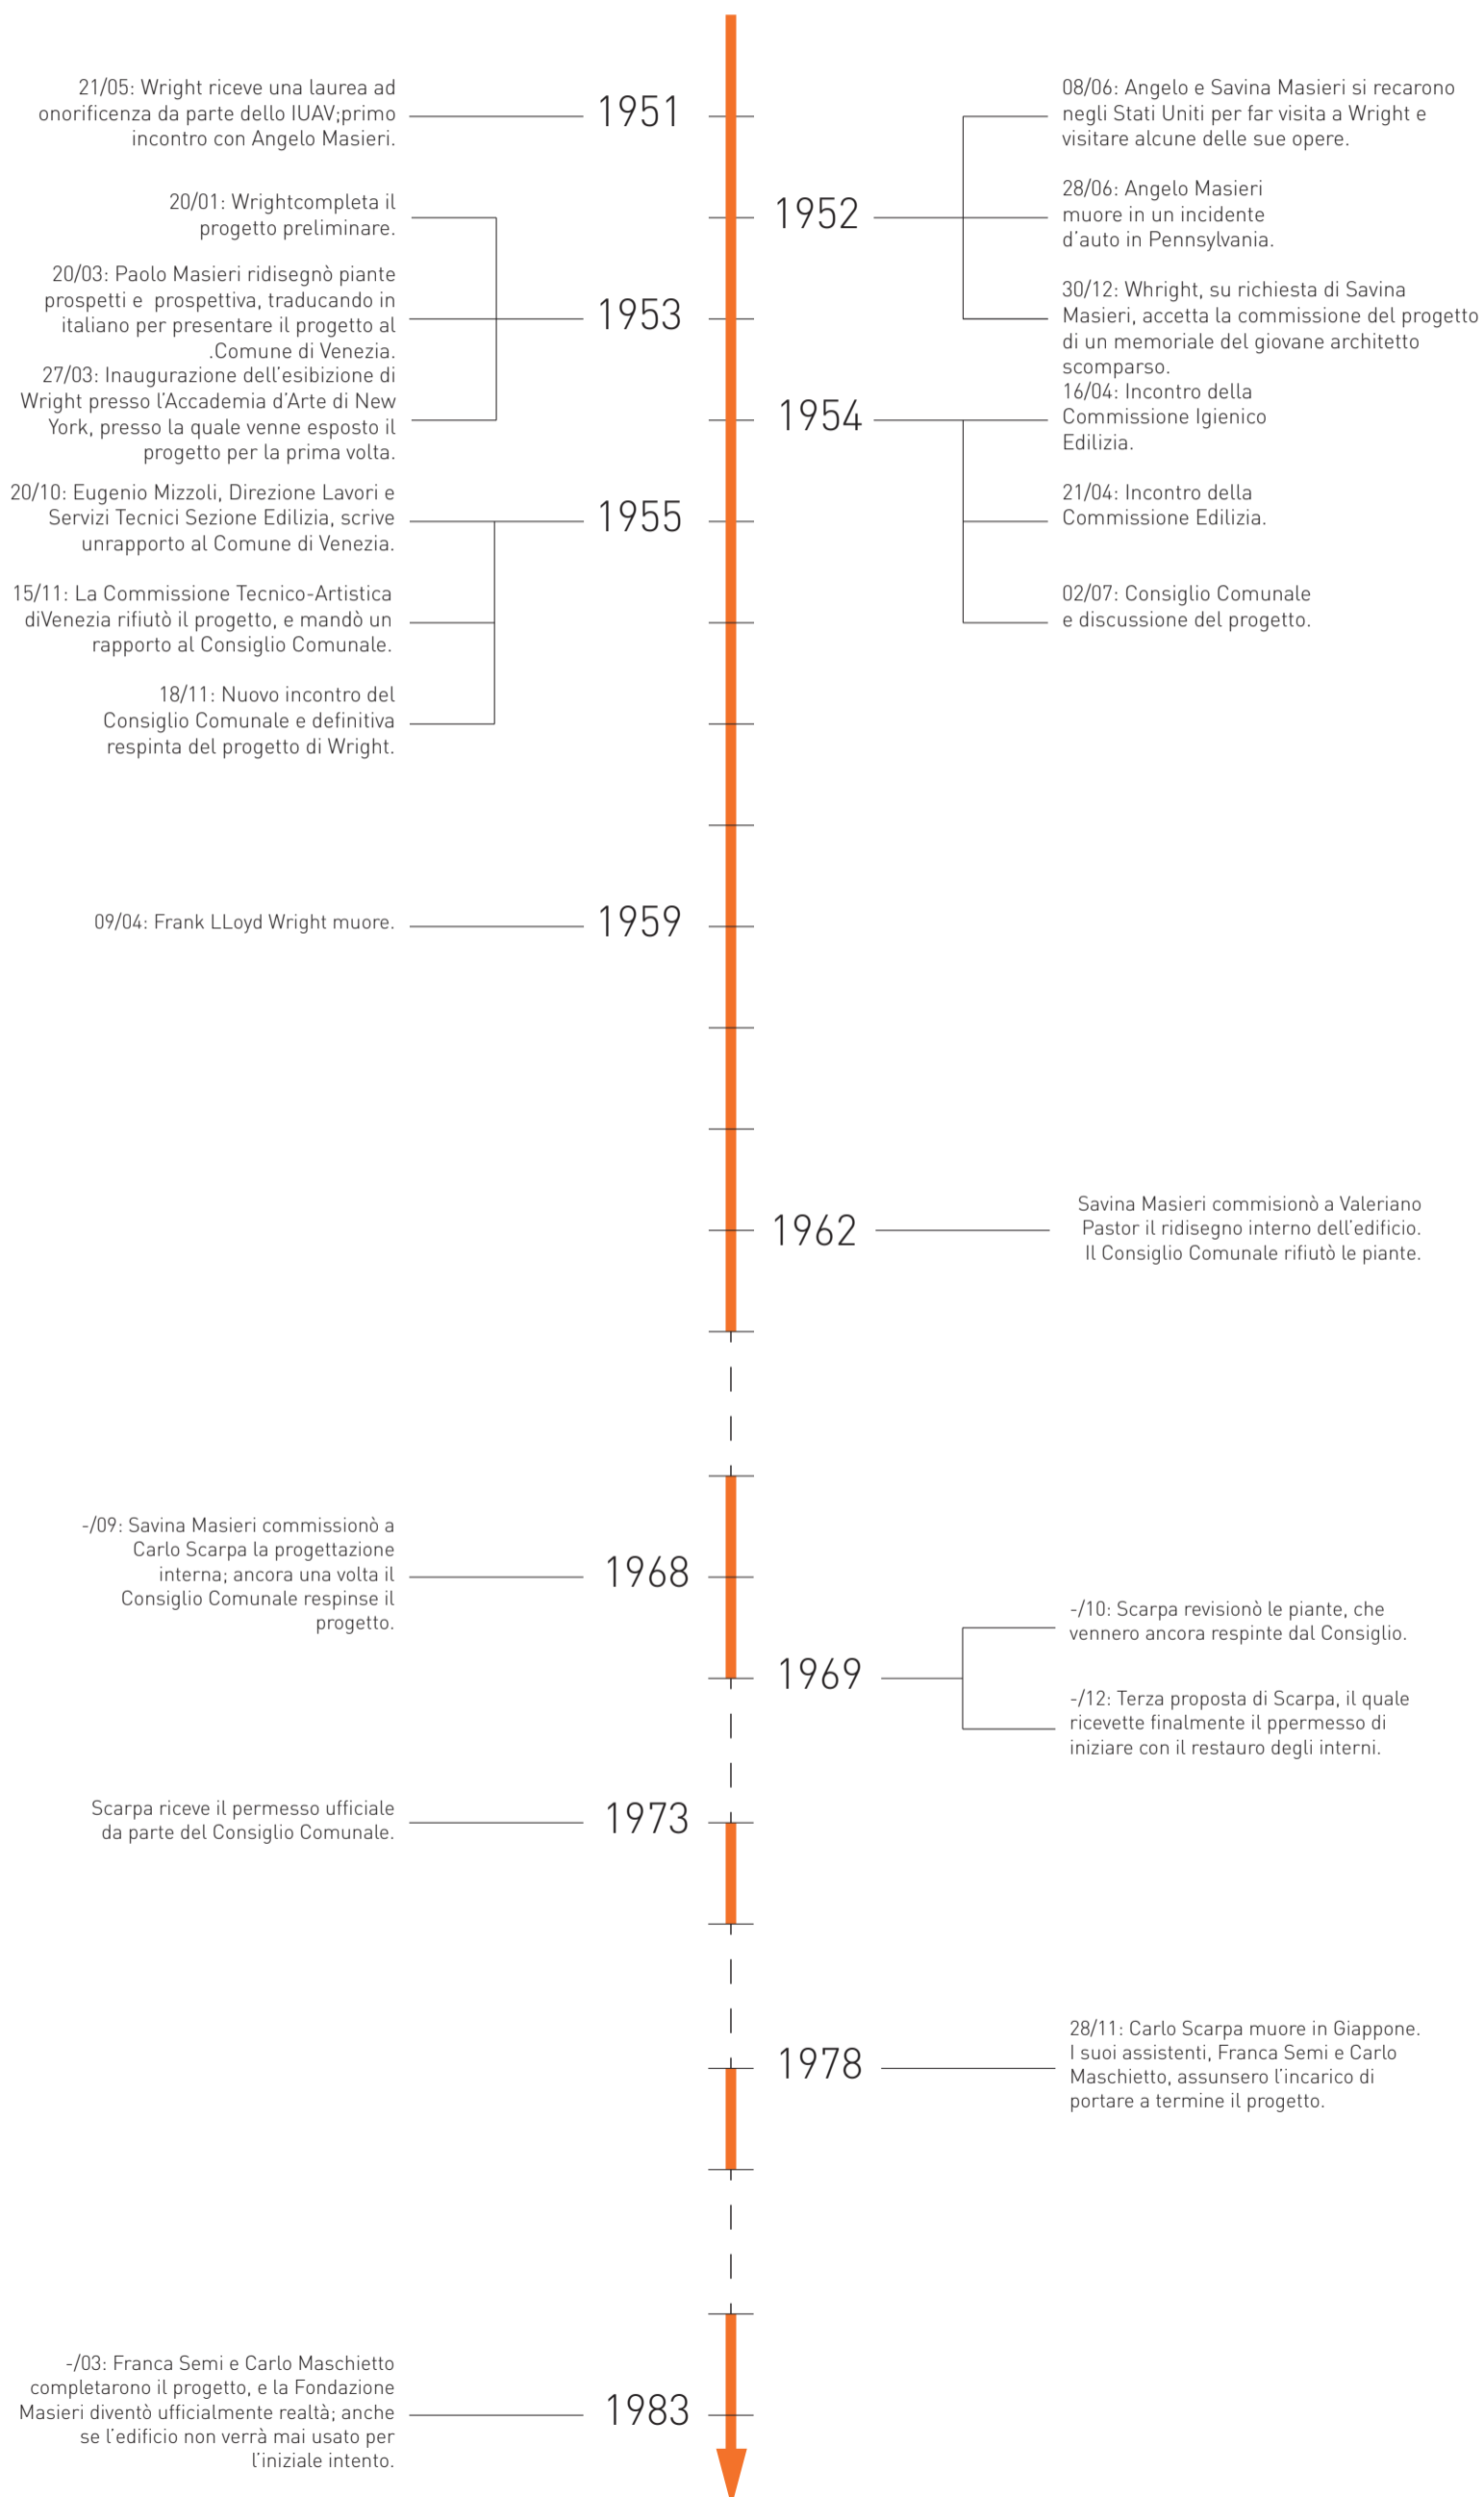 1951
21/05: Wright riceve una laurea ad
onorificenza da parte dello IUAV;primo
incontro con Angelo Masieri.
1952
08/06: Angelo e Savina Masieri si recarono
negli Stati Uniti per far visita a Wright e
visitare alcune delle sue opere.
28/06: Angelo Masieri
muore in un incidente
d'auto in Pennsylvania.
30/12: Whright, su richiesta di Savina
Masieri, accetta la commissione del progetto
di un memoriale del giovane architetto
scomparso.
1953
20/01: Wrightcompleta il
progetto preliminare.
20/03: Paolo Masieri ridisegnò piante
prospetti e  prospettiva, traducando in
italiano per presentare il progetto al
.Comune di Venezia.
27/03: Inaugurazione dell'esibizione di
Wright presso l'Accademia d'Arte di New
York, presso la quale venne esposto il
progetto per la prima volta.
1954
16/04: Incontro della
Commissione Igienico
Edilizia.
21/04: Incontro della
Commissione Edilizia.
02/07: Consiglio Comunale
e discussione del progetto.
1955
20/10: Eugenio Mizzoli, Direzione Lavori e
Servizi Tecnici Sezione Edilizia, scrive
unrapporto al Comune di Venezia.
15/11: La Commissione Tecnico-Artistica
diVenezia rifiutò il progetto, e mandò un
rapporto al Consiglio Comunale.
18/11: Nuovo incontro del
Consiglio Comunale e definitiva
respinta del progetto di Wright.
1959
09/04: Frank LLoyd Wright muore.
1962
Savina Masieri commisionò a Valeriano
Pastor il ridisegno interno dell'edificio.
Il Consiglio Comunale rifiutò le piante.
1968
-/09: Savina Masieri commissionò a
Carlo Scarpa la progettazione
interna; ancora una volta il
Consiglio Comunale respinse il
progetto.
1969
-/10: Scarpa revisionò le piante, che
vennero ancora respinte dal Consiglio.
-/12: Terza proposta di Scarpa, il quale
ricevette finalmente il ppermesso di
iniziare con il restauro degli interni.
1973
Scarpa riceve il permesso ufficiale
da parte del Consiglio Comunale.
1978
28/11: Carlo Scarpa muore in Giappone.
I suoi assistenti, Franca Semi e Carlo
Maschietto, assunsero l'incarico di
portare a termine il progetto.
1983
-/03: Franca Semi e Carlo Maschietto
completarono il progetto, e la Fondazione
Masieri diventò ufficialmente realtà; anche
se l'edificio non verrà mai usato per
l'iniziale intento.